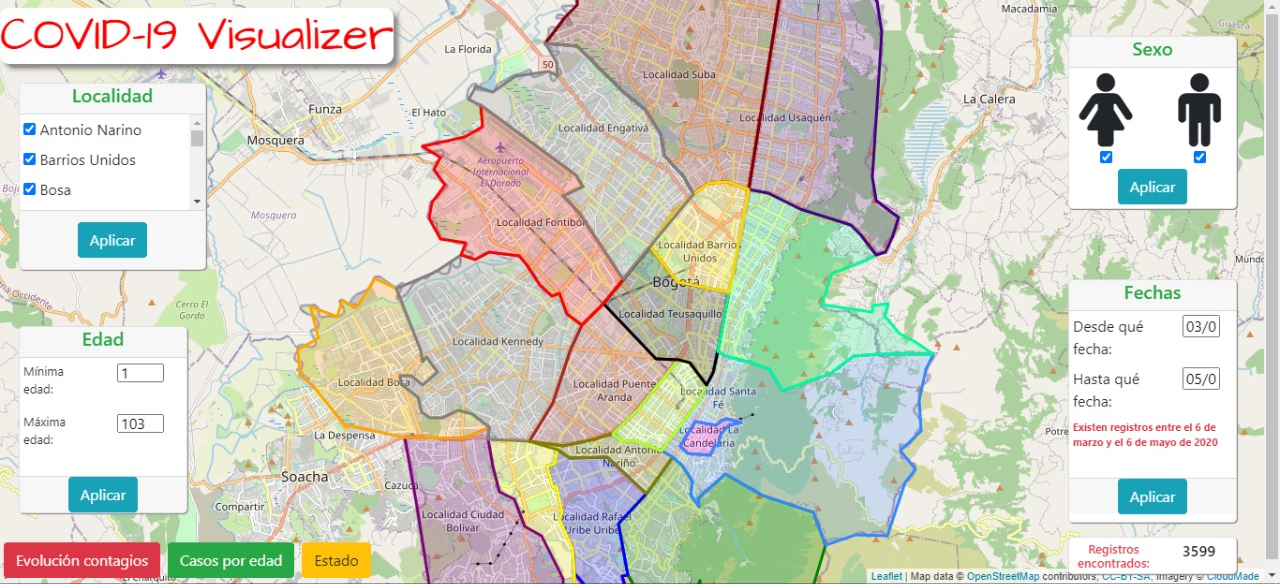 COVID-19 Visualizer
Localidad
Antonio Narino
Barrios Unidos
Bosa
Aplicar
Edad
Mínima
edad:
1
Máxima
edad:
103
Aplicar
Evolución contagios
Casos por edad
Estado
Sexo
Aplicar
Fechas
Desde qué
fecha:
03/0
Hasta qué
fecha:
05/0
Existen registros entre el 6 de
marzo y el 6 de mayo de 2020
Aplicar
Registros
encontrados:
3599
Macadamia
La Florida
50
Funza
El Hato
Mosquera
Mosquera
Localidad Suba
Localidad Usaquén
Guasca
La Calera
Localidad Engativá
Aeropuerto
Internacional
El Dorado
Localidad Fontibón
Localidad Barrios
Unidos
Bogotá
Localidad Teusaquillo
Mundo
Cerro El
Gordo
Localidad Kennedy
Localidad Bosa
Localidad Puente
Aranda
Localidad Santa
Fé
Localidad La
Candelaria
La Despensa
Localidad Antonio
Nariño
Soacha
Compartir
Localidad Ciudad
Bolívar
Localidad Rafael
Uribe Uribe
El Charquito
Leaflet | Map data © OpenStreetMap contributors, CC-BY-SA, Imagery © CloudMade